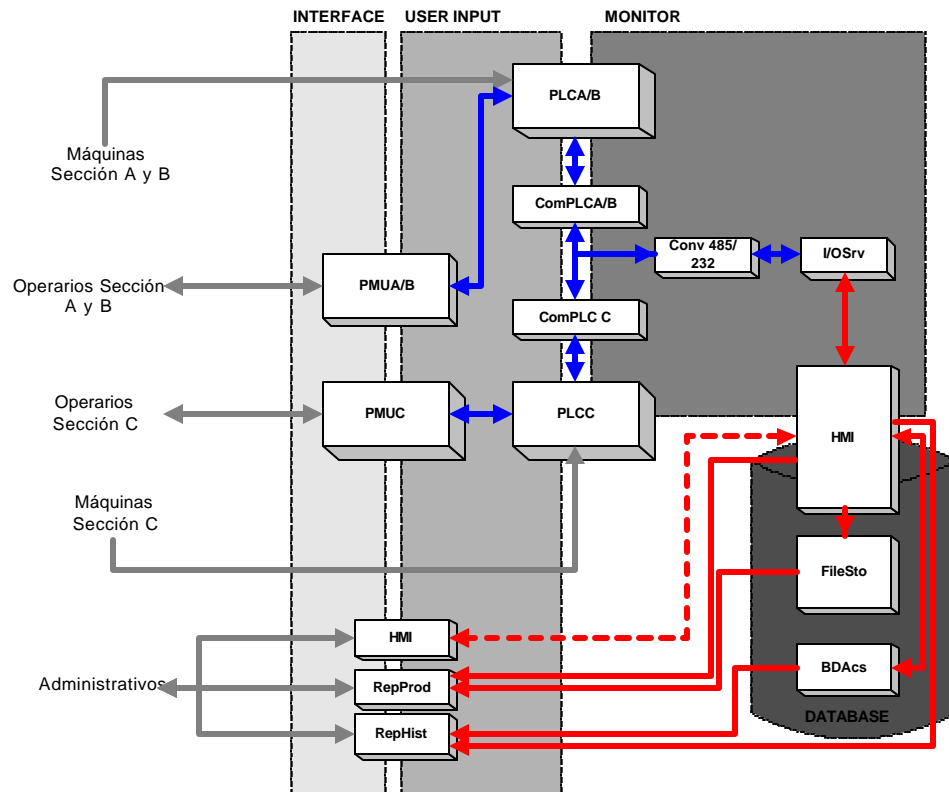 INTERFACE
USER INPUT
MONITOR
PLCA/B
Máquinas
Sección A y B
ComPLCA/B
Conv 485/
232
I/OSrv
Operarios Sección
A y B
PMUA/B
ComPLC C
Operarios
Sección C
PMUC
PLCC
HMI
Máquinas
Sección C
FileSto
HMI
Administrativos
RepProd
BDAcs
RepHist
DATABASE